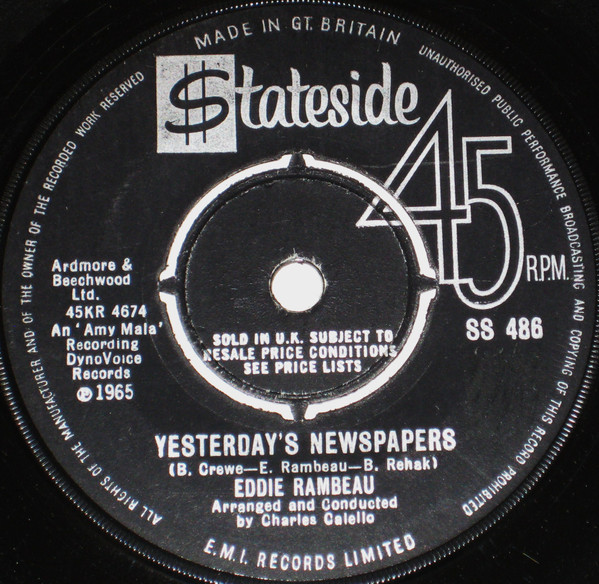 MADE IN GT. BRITAIN
UNAUTHORISED PUBLIC PERFORMANCE BROADCASTING AND COPYING OF THIS RECORD PROHIBITED
ALL RIGHTS OF THE MANUFACTURER AND OF THE OWNER OF THE RECORDED WORK RESERVED
$tateside
45
R.P.M.
Ardmore &
Beechwood
Ltd.
45KR 4674
An 'Amy Mala'
Recording
DynoVoice
Records
℗ 1965
SS 486
SOLD IN U.K. SUBJECT TO
RESALE PRICE CONDITIONS
SEE PRICE LISTS
YESTERDAY'S NEWSPAPERS
(B. Crewe—E. Rambeau—B. Rehak)
EDDIE RAMBEAU
Arranged and Conducted
by Charles Calello
E.M.I. RECORDS LIMITED